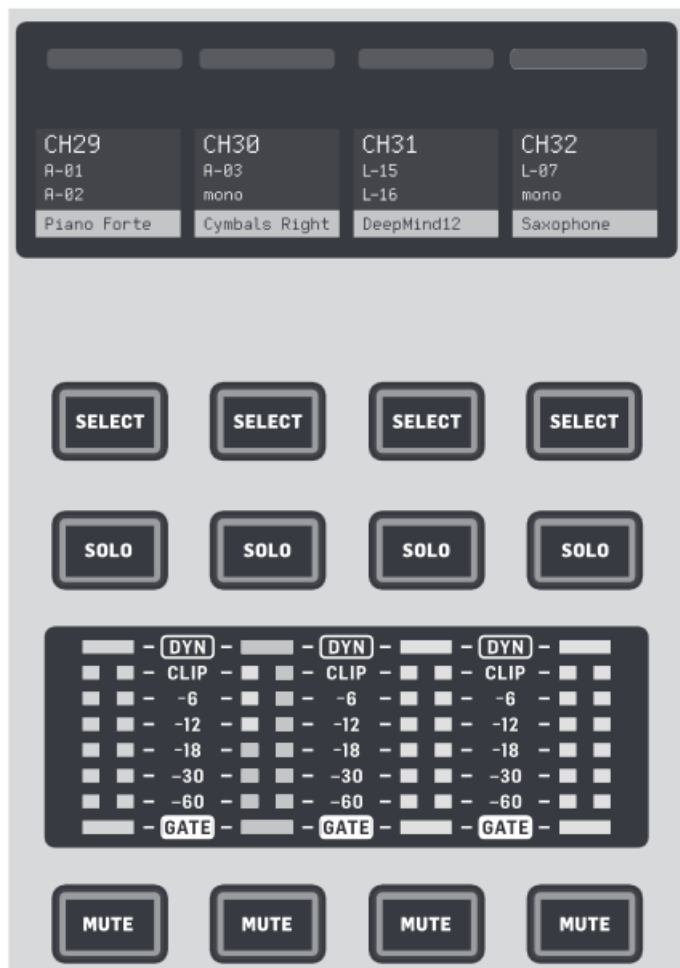 CH29 CH30 CH31 CH32
A-01 A-03 L-15 L-07
A-02 mono L-16 mono
Piano Forte Cymbals Right DeepMind12 Saxophone
SELECT SELECT SELECT SELECT
SOLO SOLO SOLO SOLO
DYN DYN DYN
CLIP CLIP CLIP
-6 -6 -6
-12 -12 -12
-18 -18 -18
-30 -30 -30
-60 -60 -60
GATE GATE GATE
MUTE MUTE MUTE MUTE